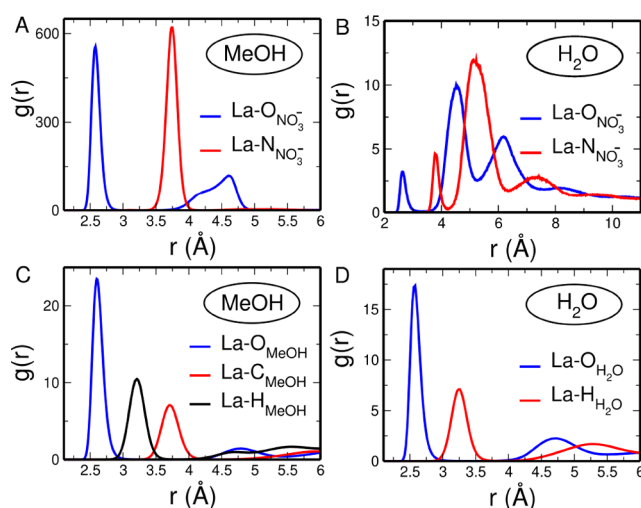 A
MeOH
g(r)
600
300
0
La-O_NO₃⁻
La-N_NO₃⁻
2.5 3 3.5 4 4.5 5 5.5 6
r (Å)
B
H₂O
g(r)
15
10
5
0
La-O_NO₃⁻
La-N_NO₃⁻
2 4 6 8 10
r (Å)
C
MeOH
g(r)
20
10
0
La-O_MeOH
La-C_MeOH
La-H_MeOH
2.5 3 3.5 4 4.5 5 5.5 6
r (Å)
D
H₂O
g(r)
15
10
5
0
La-O_H₂O
La-H_H₂O
2.5 3 3.5 4 4.5 5 5.5 6
r (Å)